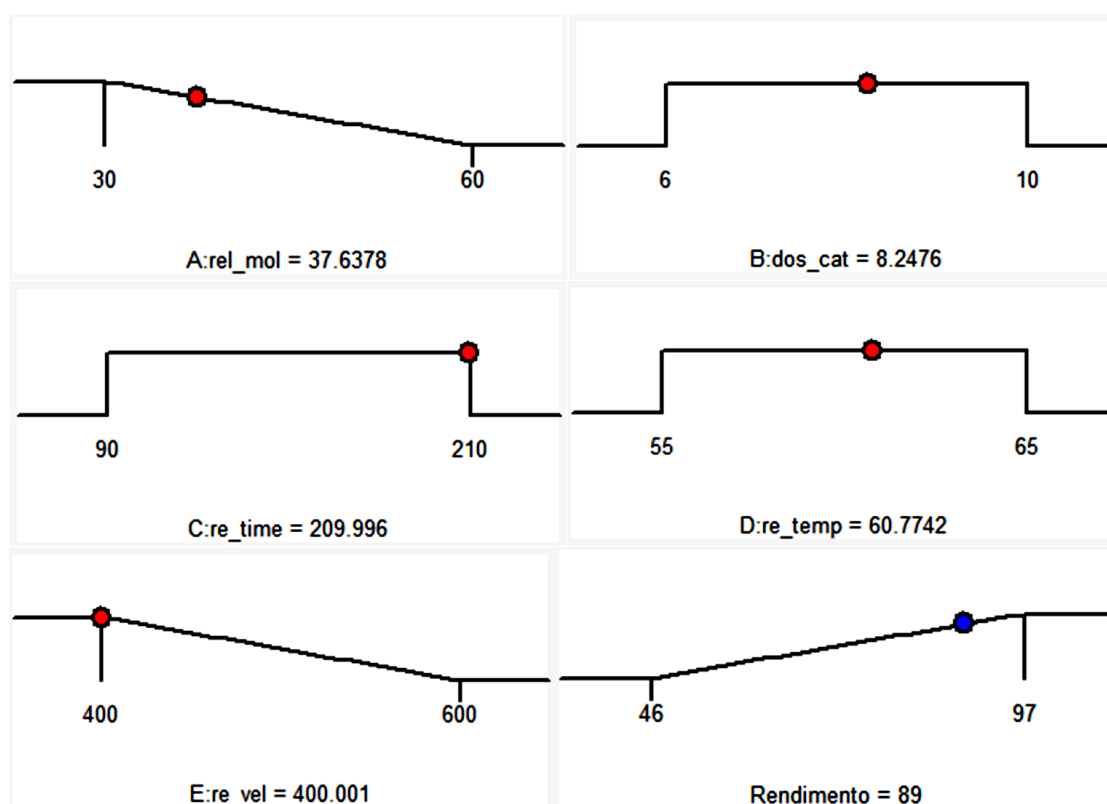 30 60
A:rel_mol = 37.6378
6 10
B:dos_cat = 8.2476
90 210
C:re_time = 209.996
55 65
D:re_temp = 60.7742
400 600
E:re_vel = 400.001
46 97
Rendimento = 89